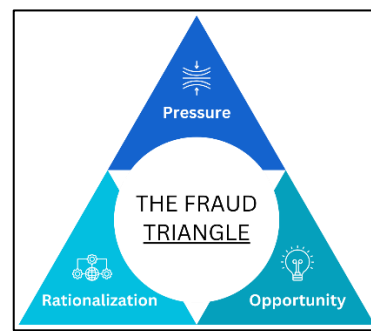 Pressure
THE FRAUD
TRIANGLE
Rationalization
Opportunity